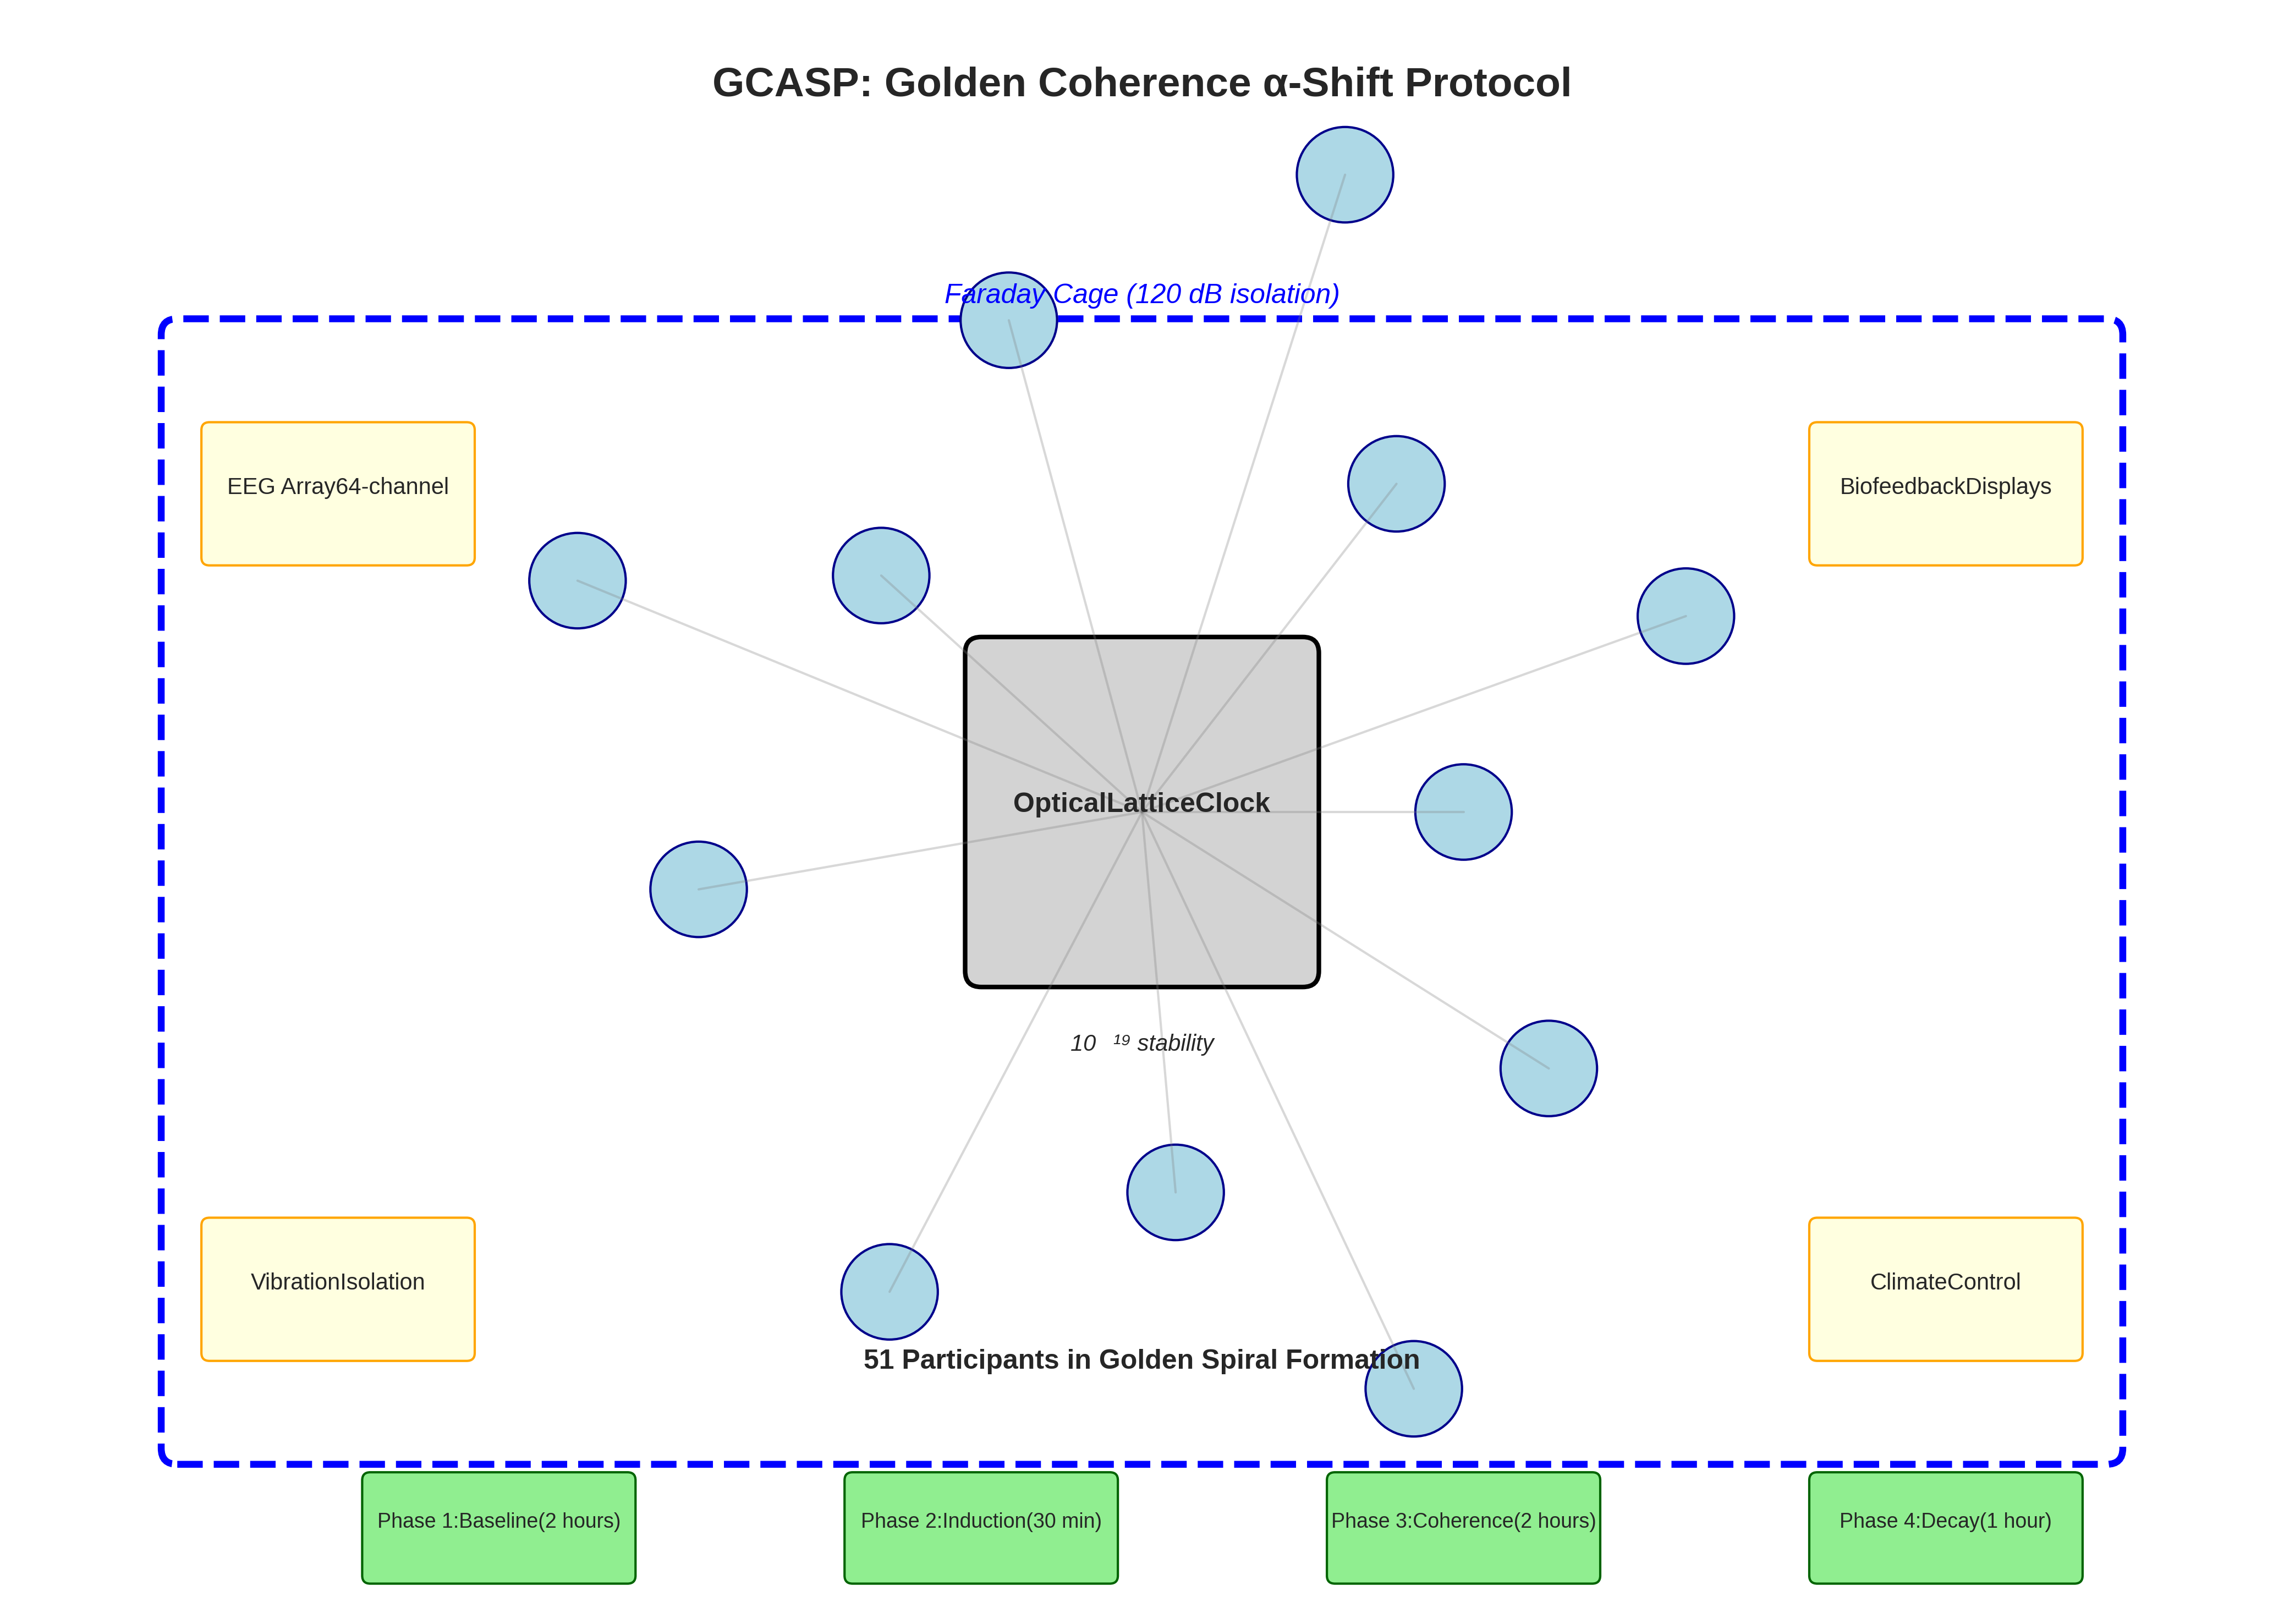 GCASP: Golden Coherence α-Shift Protocol
Faraday Cage (120 dB isolation)
EEG Array64-channel
BiofeedbackDisplays
OpticalLatticeClock
10 ¹⁹ stability
VibrationIsolation
ClimateControl
51 Participants in Golden Spiral Formation
Phase 1:Baseline(2 hours)
Phase 2:Induction(30 min)
Phase 3:Coherence(2 hours)
Phase 4:Decay(1 hour)